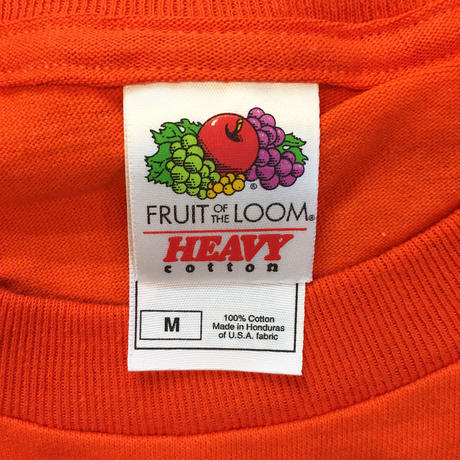 ®
FRUIT OF THE LOOM®
HEAVY
cotton
M
100% Cotton
Made in Honduras
of U.S.A. fabric